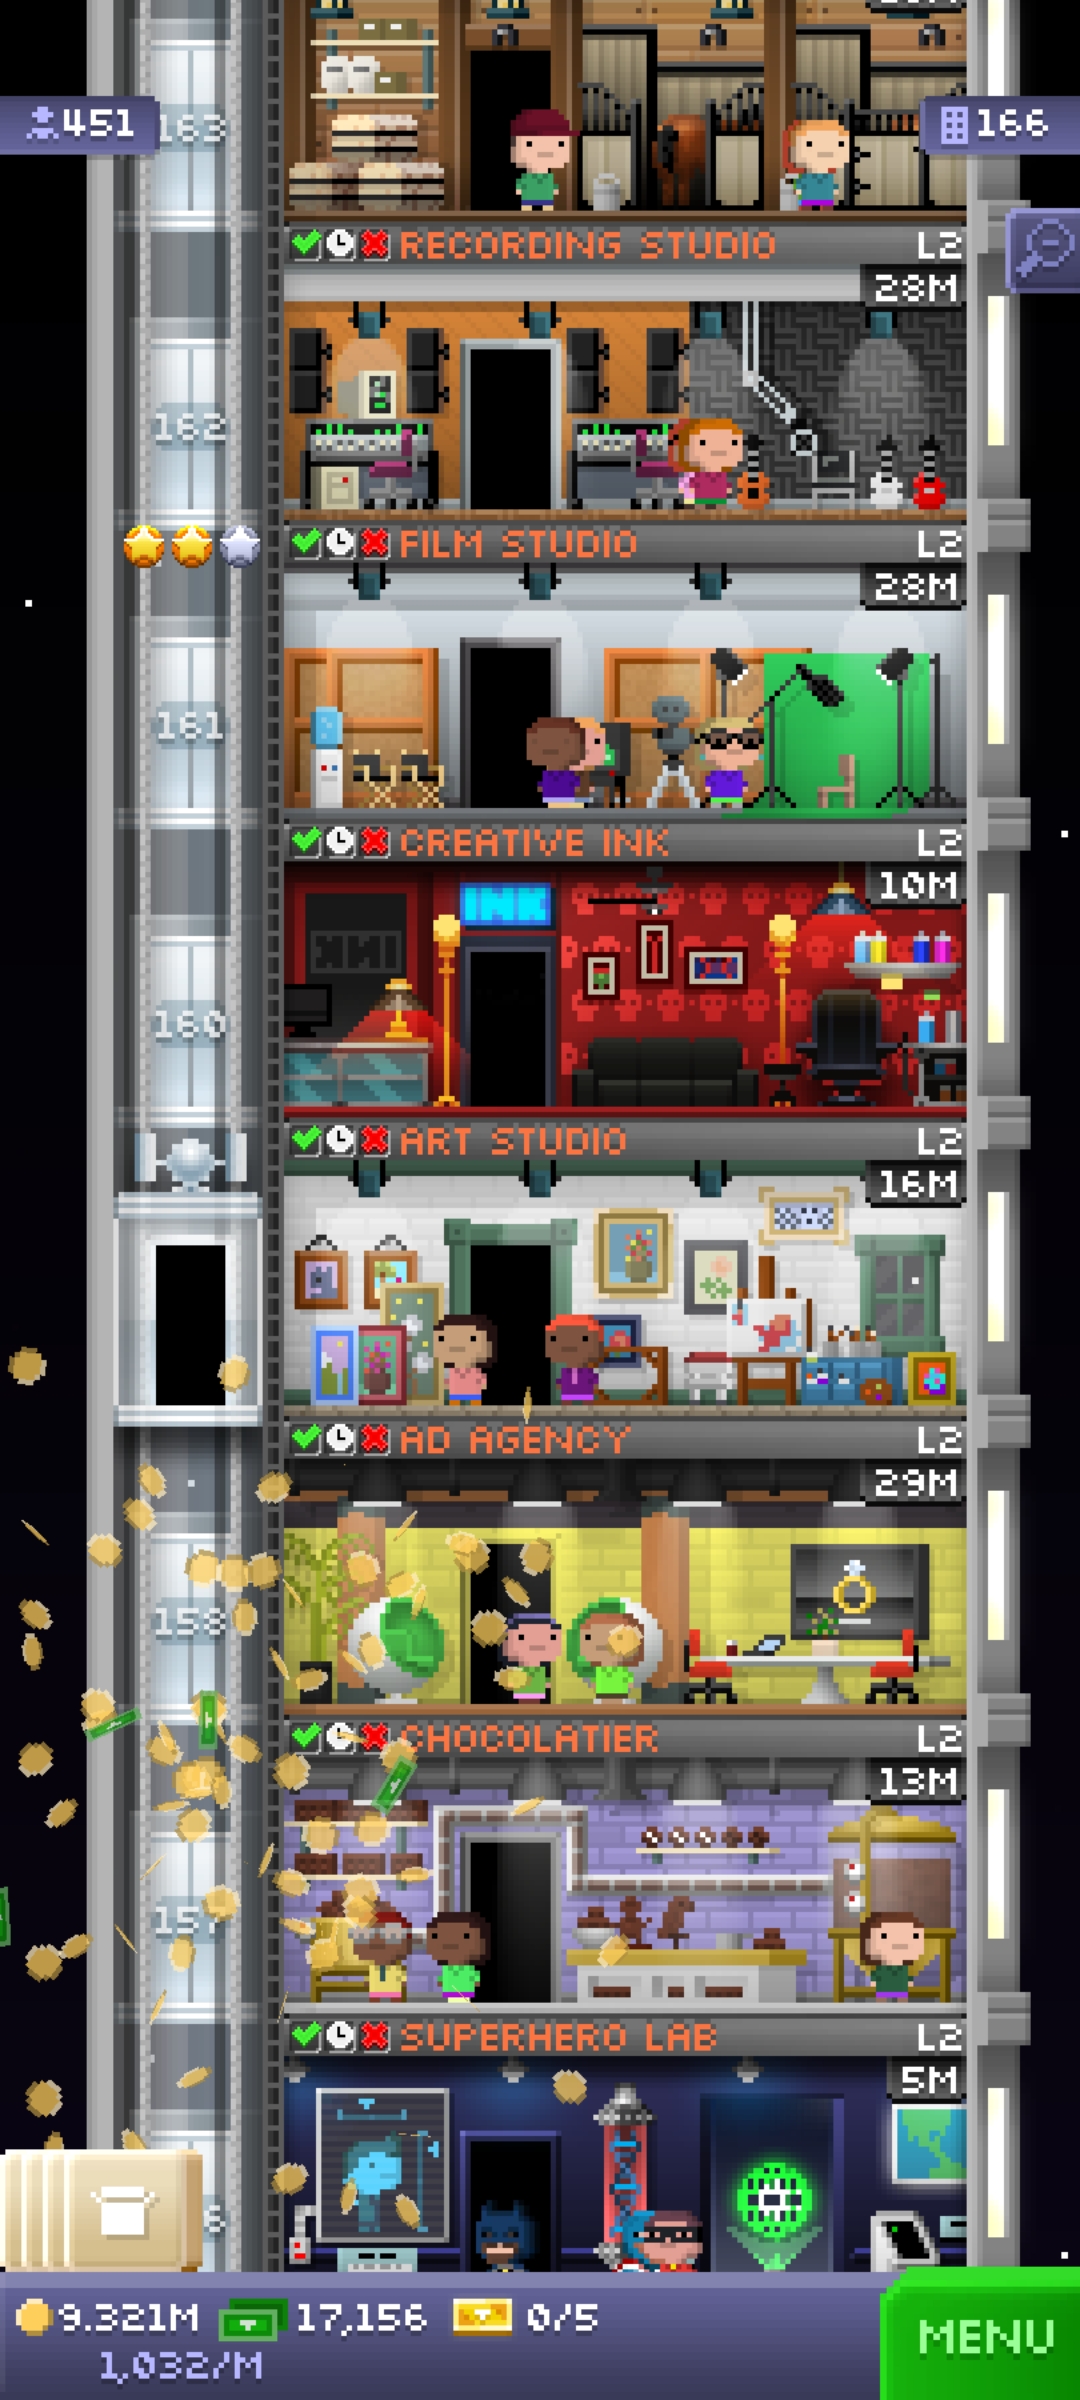 451
163
166
RECORDING STUDIO L2
28M
162
FILM STUDIO L2
28M
161
CREATIVE INK L2
10M
INK
160
ART STUDIO L2
16M
AD AGENCY L2
29M
158
CHOCOLATIER L2
13M
SUPERHERO LAB L2
5M
9.321M 17,156 0/5
1,032/M
MENU